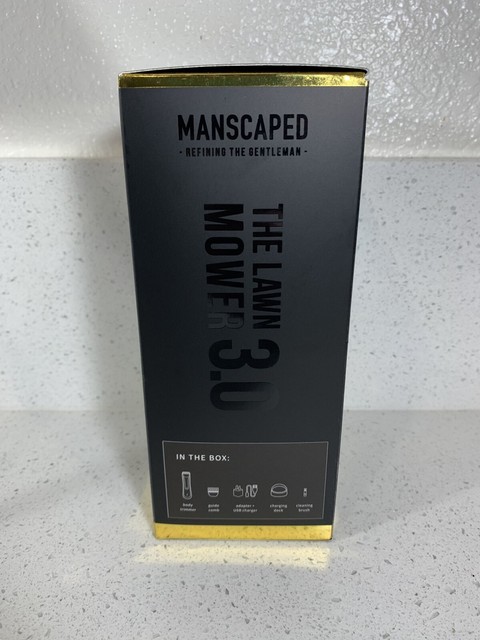 MANSCAPED
- REFINING THE GENTLEMAN -
THE LAWN
MOWER 3.0
IN THE BOX:
body
trimmer
guide
comb
adapter +
USB charger
charging
dock
cleaning
brush